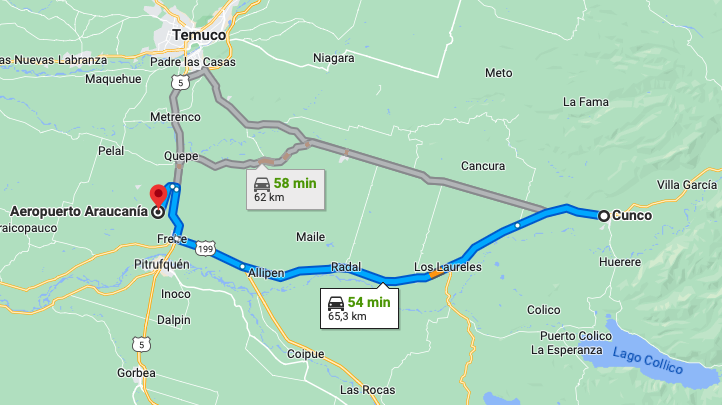 Temuco
as Nuevas Labranza
Padre las Casas
Niagara
Maquehue
5
Meto
La Fama
Metrenco
Pelal
Quepe
Cancura
58 min
62 km
Villa García
Aeropuerto Araucanía
Cunco
raicopauco
Freire
199
Maile
Pitrufquén
Allipen
Radal
Los Laureles
Huerere
Inoco
54 min
65,3 km
Dalpin
Colico
5
Puerto Colico
La Esperanza
Coipue
Lago Collico
Gorbea
Las Rocas